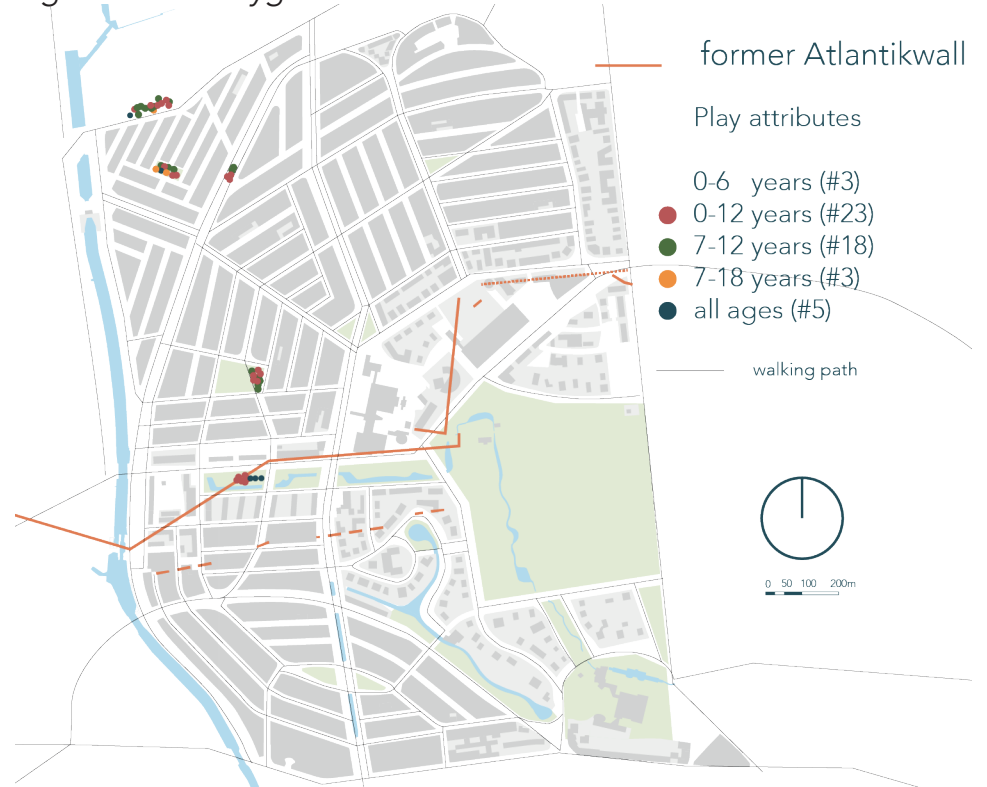 former Atlantikwall
Play attributes
0-6 years (#3)
0-12 years (#23)
7-12 years (#18)
7-18 years (#3)
all ages (#5)
walking path
0 50 100 200m